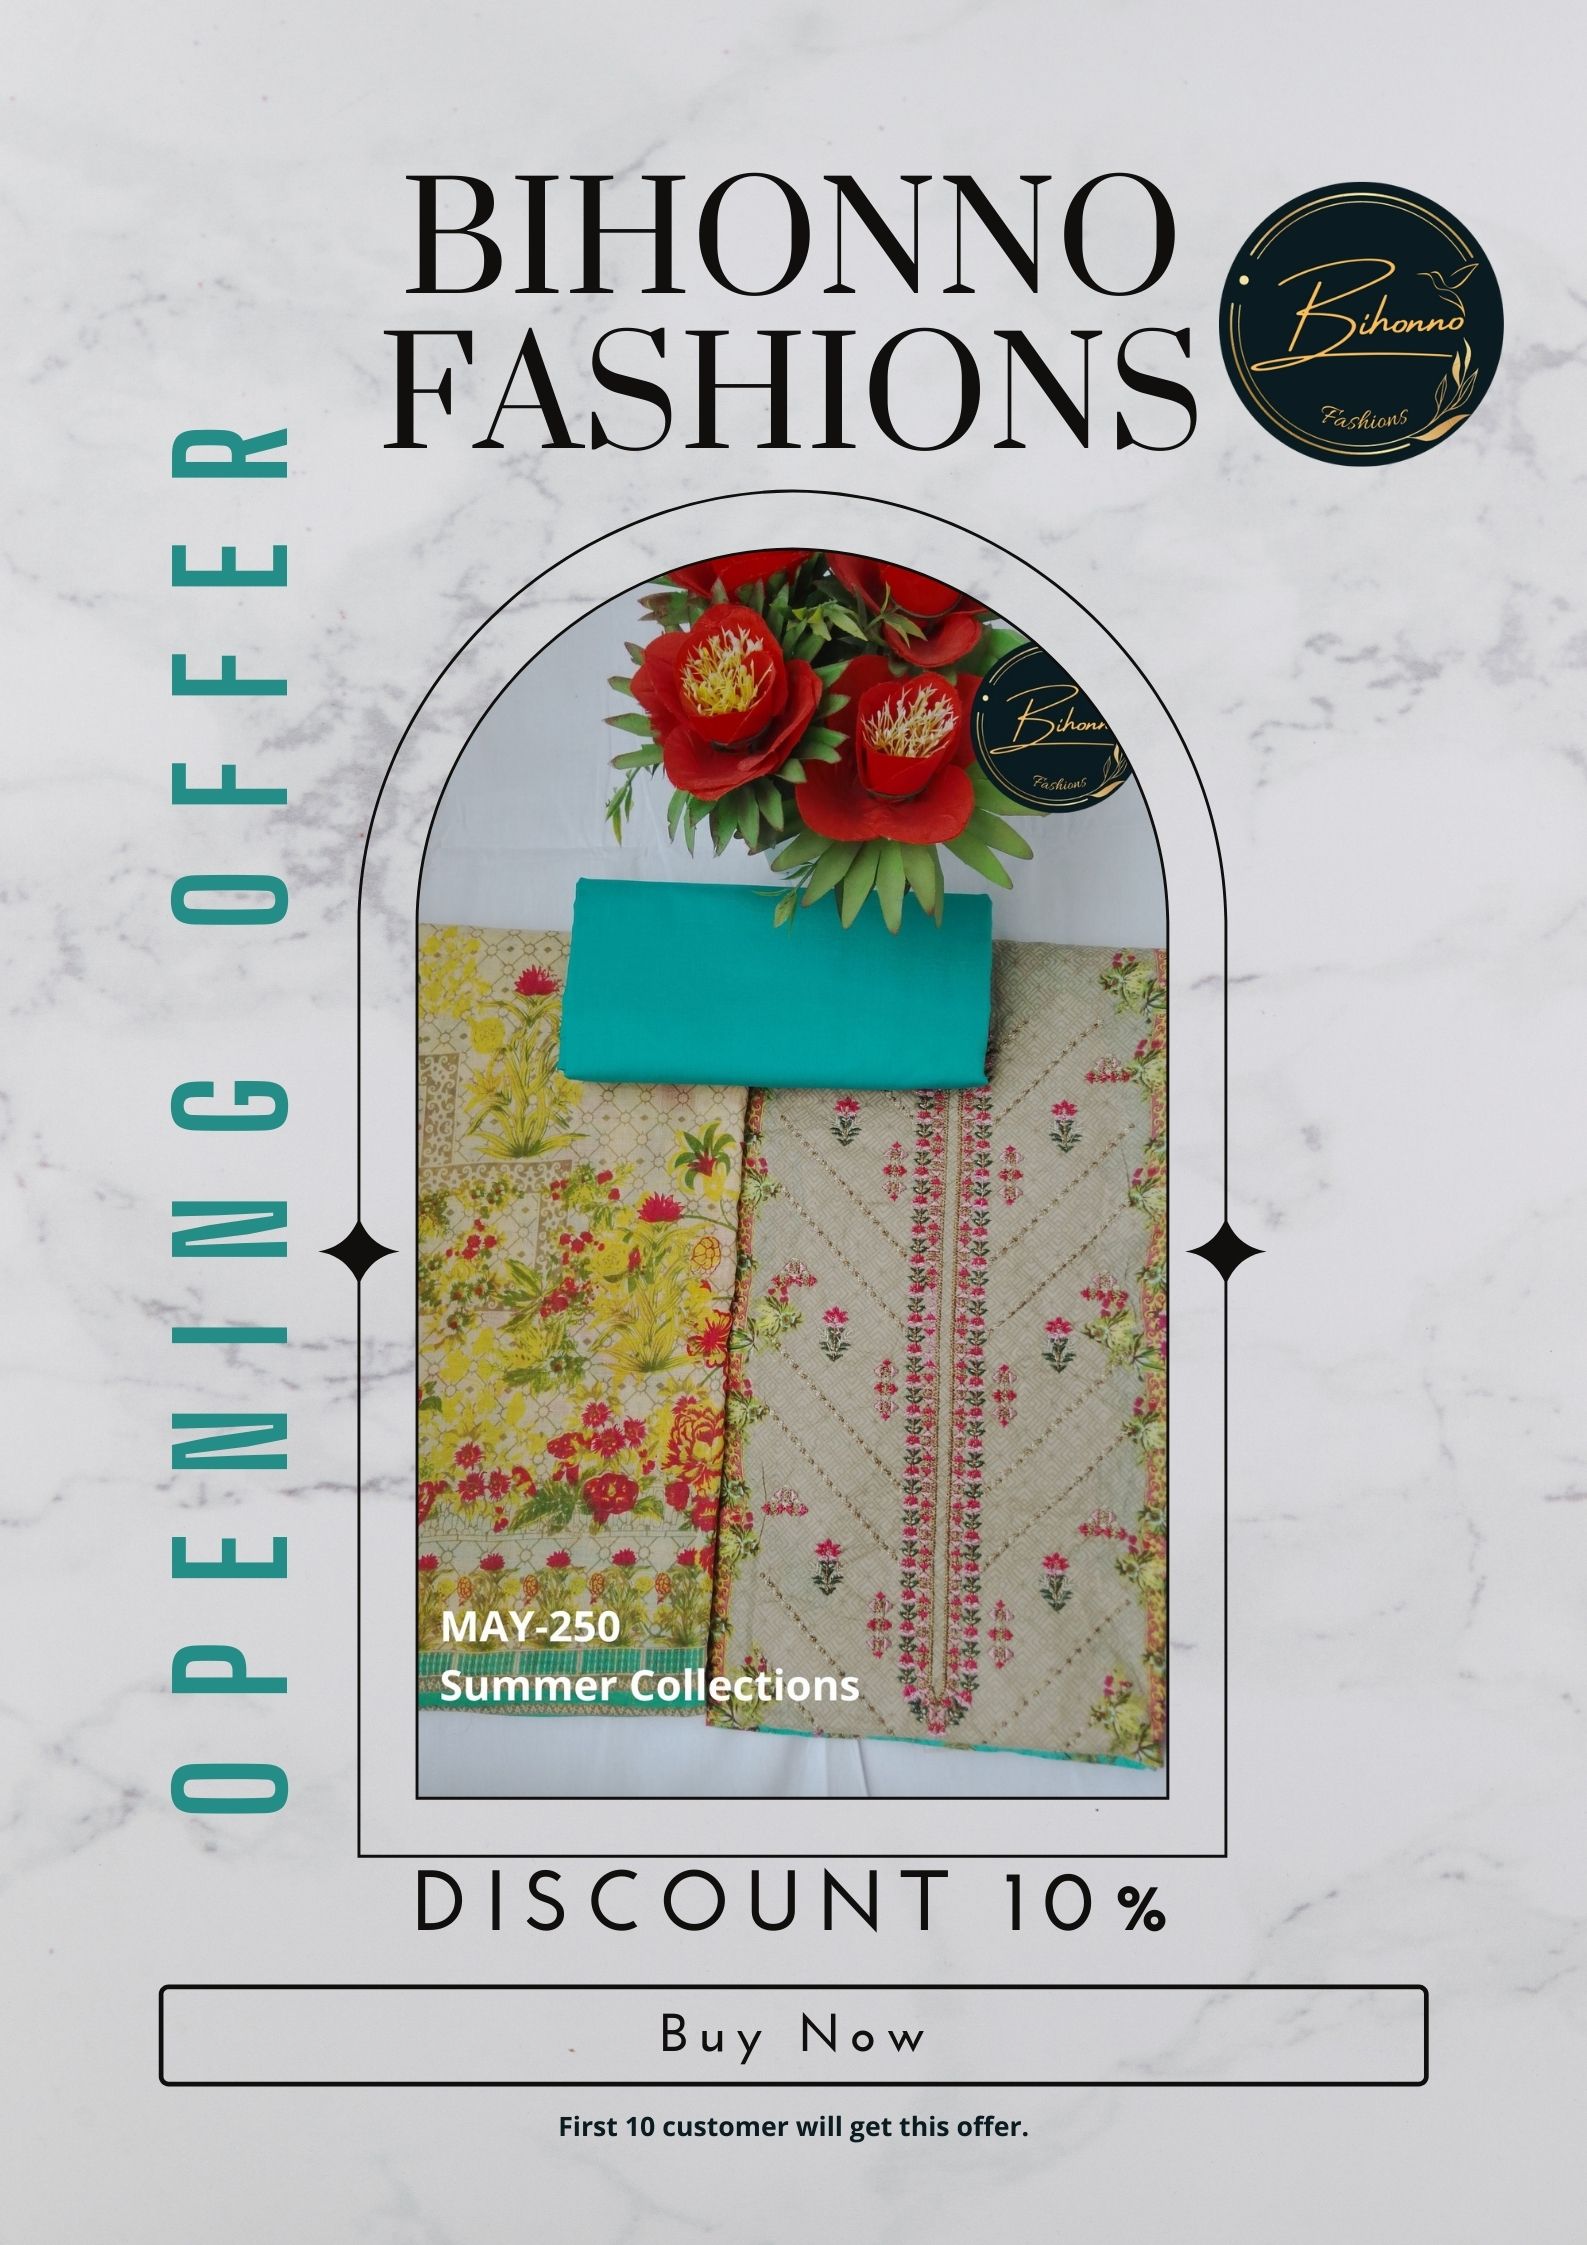 BIHONNO
FASHIONS
Bihonno
Fashions
OPENING OFFER
Bihonn
Fashions
MAY-250
Summer Collections
DISCOUNT 10%
Buy Now
First 10 customer will get this offer.